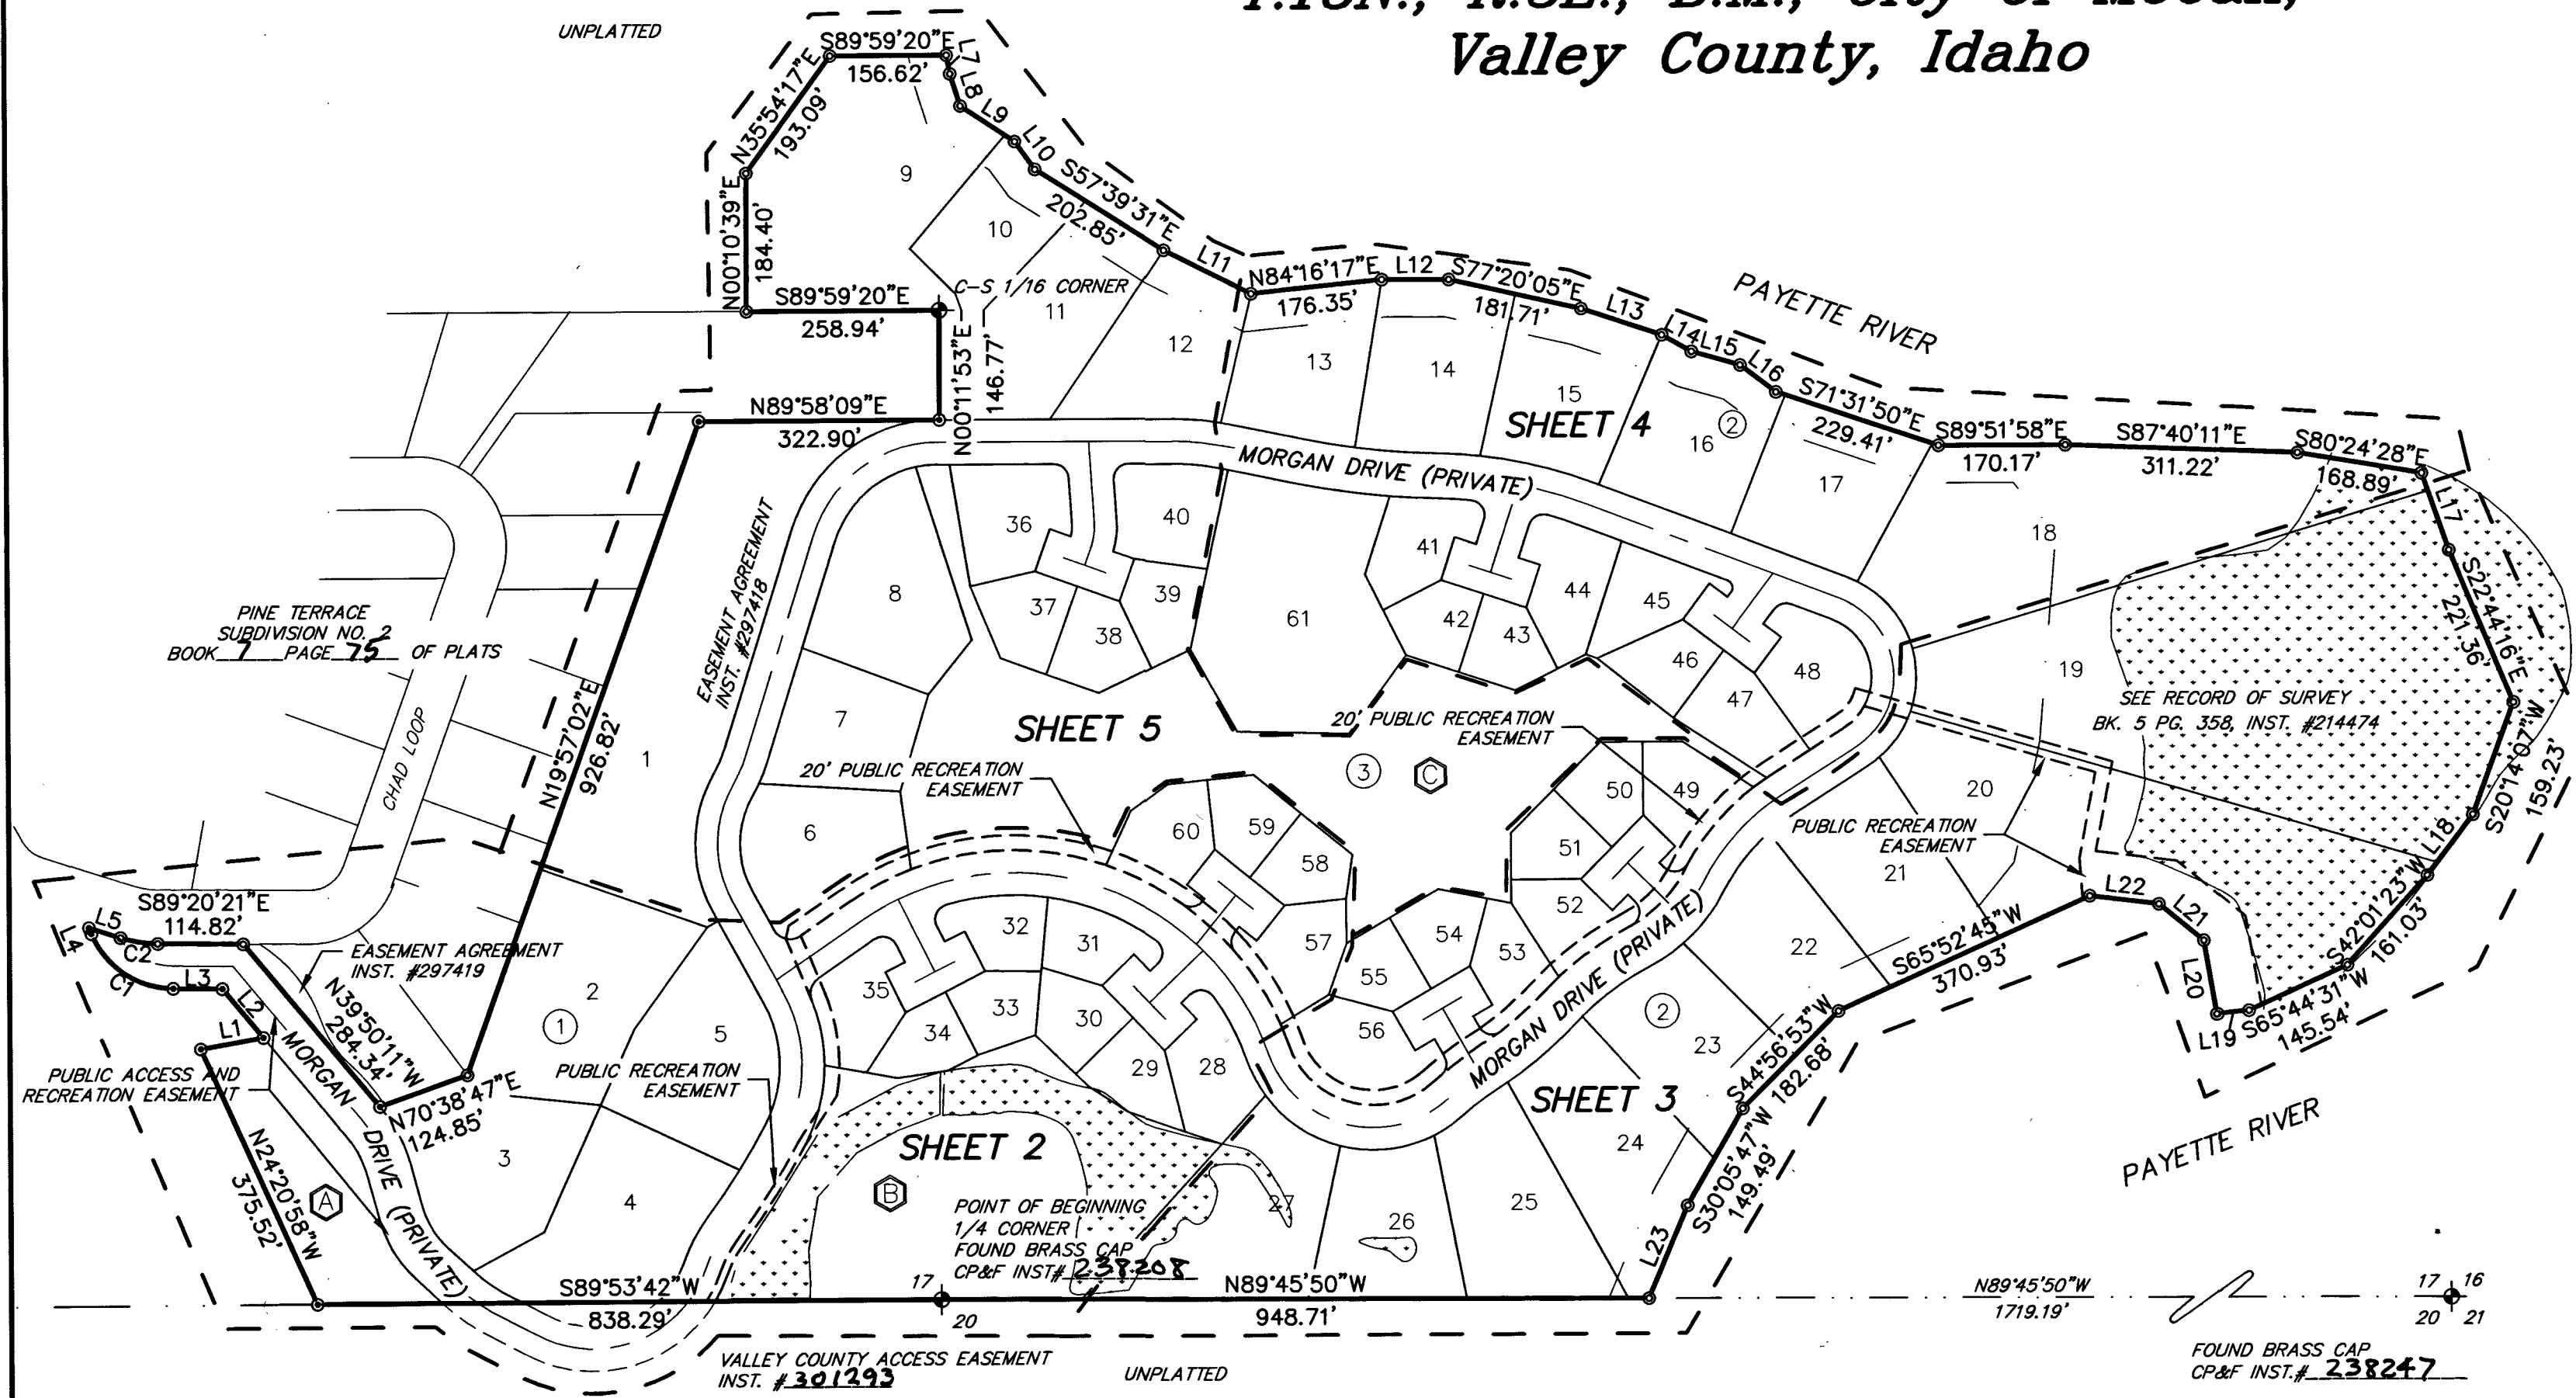 Valley County, Idaho
UNPLATTED
S89°59'20"E
156.62'
L7
L8
L9
L10
N35°54'17"E
193.09'
N00°10'39"E
184.40'
S57°39'31"E
202.85'
9
10
L11
S89°59'20"E
258.94'
C-S 1/16 CORNER
11
12
N00°11'53"E
146.77'
N84°16'17"E
176.35'
L12
S77°20'05"E
181.71'
L13
L14
L15
L16
PAYETTE RIVER
13
14
15
16
17
18
SHEET 4
2
S71°31'50"E
229.41'
S89°51'58"E
170.17'
S87°40'11"E
311.22'
S80°24'28"E
168.89'
L17
S22°44'16"E
221.36'
N89°58'09"E
322.90'
MORGAN DRIVE (PRIVATE)
EASEMENT AGREEMENT
INST. #297418
36
40
37
38
39
8
7
6
61
41
42
43
44
45
46
47
48
19
SEE RECORD OF SURVEY
BK. 5 PG. 358, INST. #214474
S20°14'07"W
159.23'
PINE TERRACE
SUBDIVISION NO. 2
BOOK 7 PAGE 75 OF PLATS
CHAD LOOP
N19°57'02"E
926.82'
1
SHEET 5
20' PUBLIC RECREATION
EASEMENT
20' PUBLIC RECREATION
EASEMENT
3
C
60
59
58
57
50
49
51
52
53
54
55
56
20
PUBLIC RECREATION
EASEMENT
21
22
L22
L21
L20
L19
L18
S42°01'23"W
161.03'
S65°44'31"W
145.54'
S65°52'45"W
370.93'
S89°20'21"E
114.82'
L5
L4
C2
C1
L3
L2
L1
EASEMENT AGREEMENT
INST. #297419
N39°50'11"W
284.34'
N70°38'47"E
124.85'
PUBLIC ACCESS AND
RECREATION EASEMENT
MORGAN DRIVE (PRIVATE)
N24°20'58"W
375.52'
A
2
1
5
3
4
PUBLIC RECREATION
EASEMENT
32
31
35
33
34
30
29
28
SHEET 2
B
POINT OF BEGINNING
1/4 CORNER
FOUND BRASS CAP
CP&F INST# 238208
27
26
25
24
23
2
SHEET 3
MORGAN DRIVE (PRIVATE)
S44°56'53"W
182.68'
S30°05'47"W
149.49'
L23
PAYETTE RIVER
S89°53'42"W
838.29'
17
20
N89°45'50"W
948.71'
N89°45'50"W
1719.19'
17 16
20 21
VALLEY COUNTY ACCESS EASEMENT
INST. # 301293
UNPLATTED
FOUND BRASS CAP
CP&F INST.# 238247